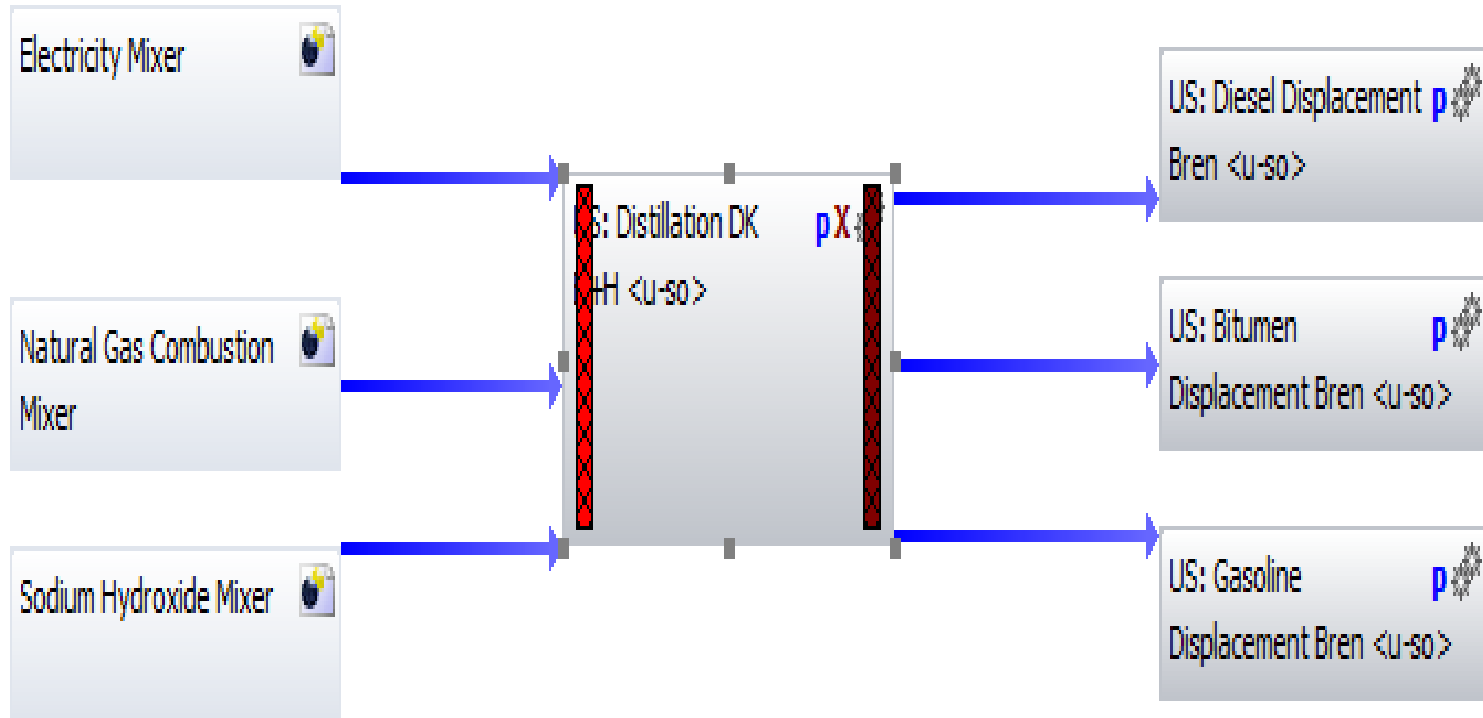 Electricity Mixer
Natural Gas Combustion
Mixer
Sodium Hydroxide Mixer
S: Distillation DK p X
+H <u-so>
US: Diesel Displacement p
Bren <u-so>
US: Bitumen p
Displacement Bren <u-so>
US: Gasoline p
Displacement Bren <u-so>